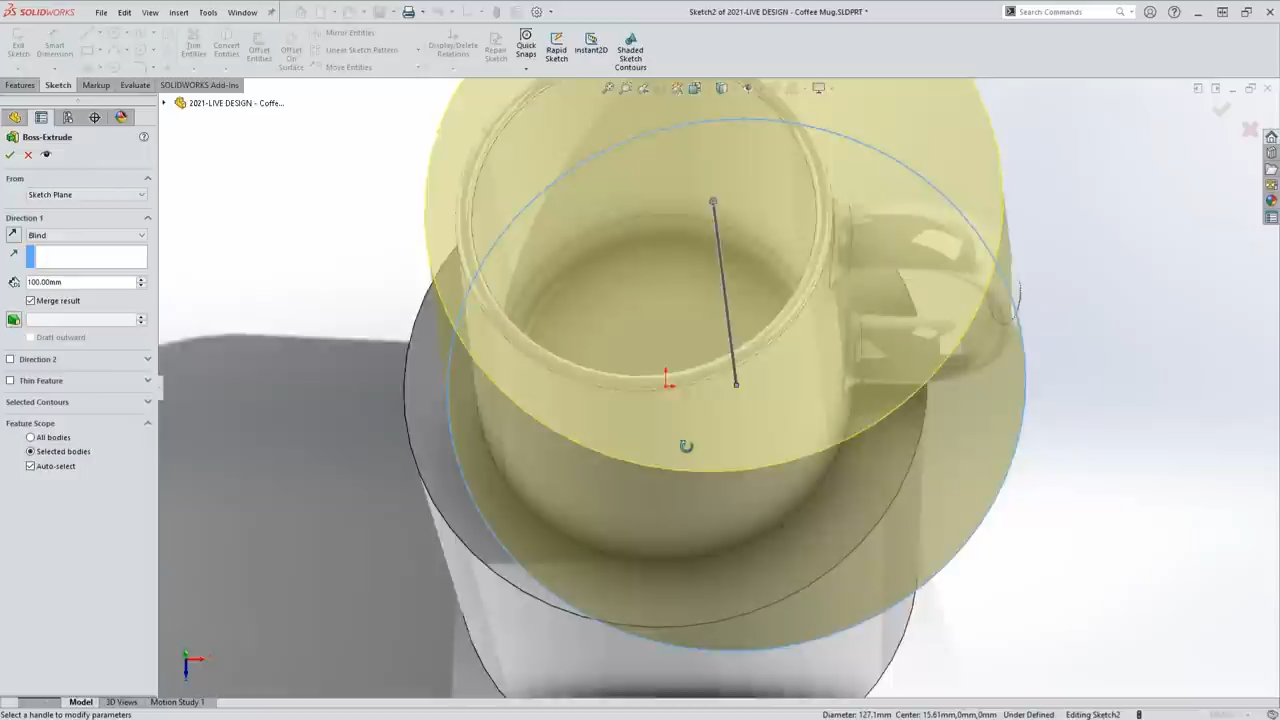 SOLIDWORKS File Edit View Insert Tools Window Sketch2 of 2021-LIVE DESIGN - Coffee Mug.SLDPRT * Search Commands
Exit Sketch
Smart Dimension
Trim Entities
Convert Entities
Offset Entities
Offset On Surface
Mirror Entities
Linear Sketch Pattern
Move Entities
Display/Delete Relations
Repair Sketch
Quick Snaps
Rapid Sketch
Instant2D
Shaded Sketch Contours
Features Sketch Markup Evaluate SOLIDWORKS Add-Ins
2021-LIVE DESIGN - Coffe...
Boss-Extrude
From
Sketch Plane
Direction 1
Blind
100.00mm
Merge result
Draft outward
Direction 2
Thin Feature
Selected Contours
Feature Scope
All bodies
Selected bodies
Auto-select
Model 3D Views Motion Study 1
Select a handle to modify parameters Diameter: 127.1mm Center: 15.61mm,0mm,0mm Under Defined Editing Sketch2